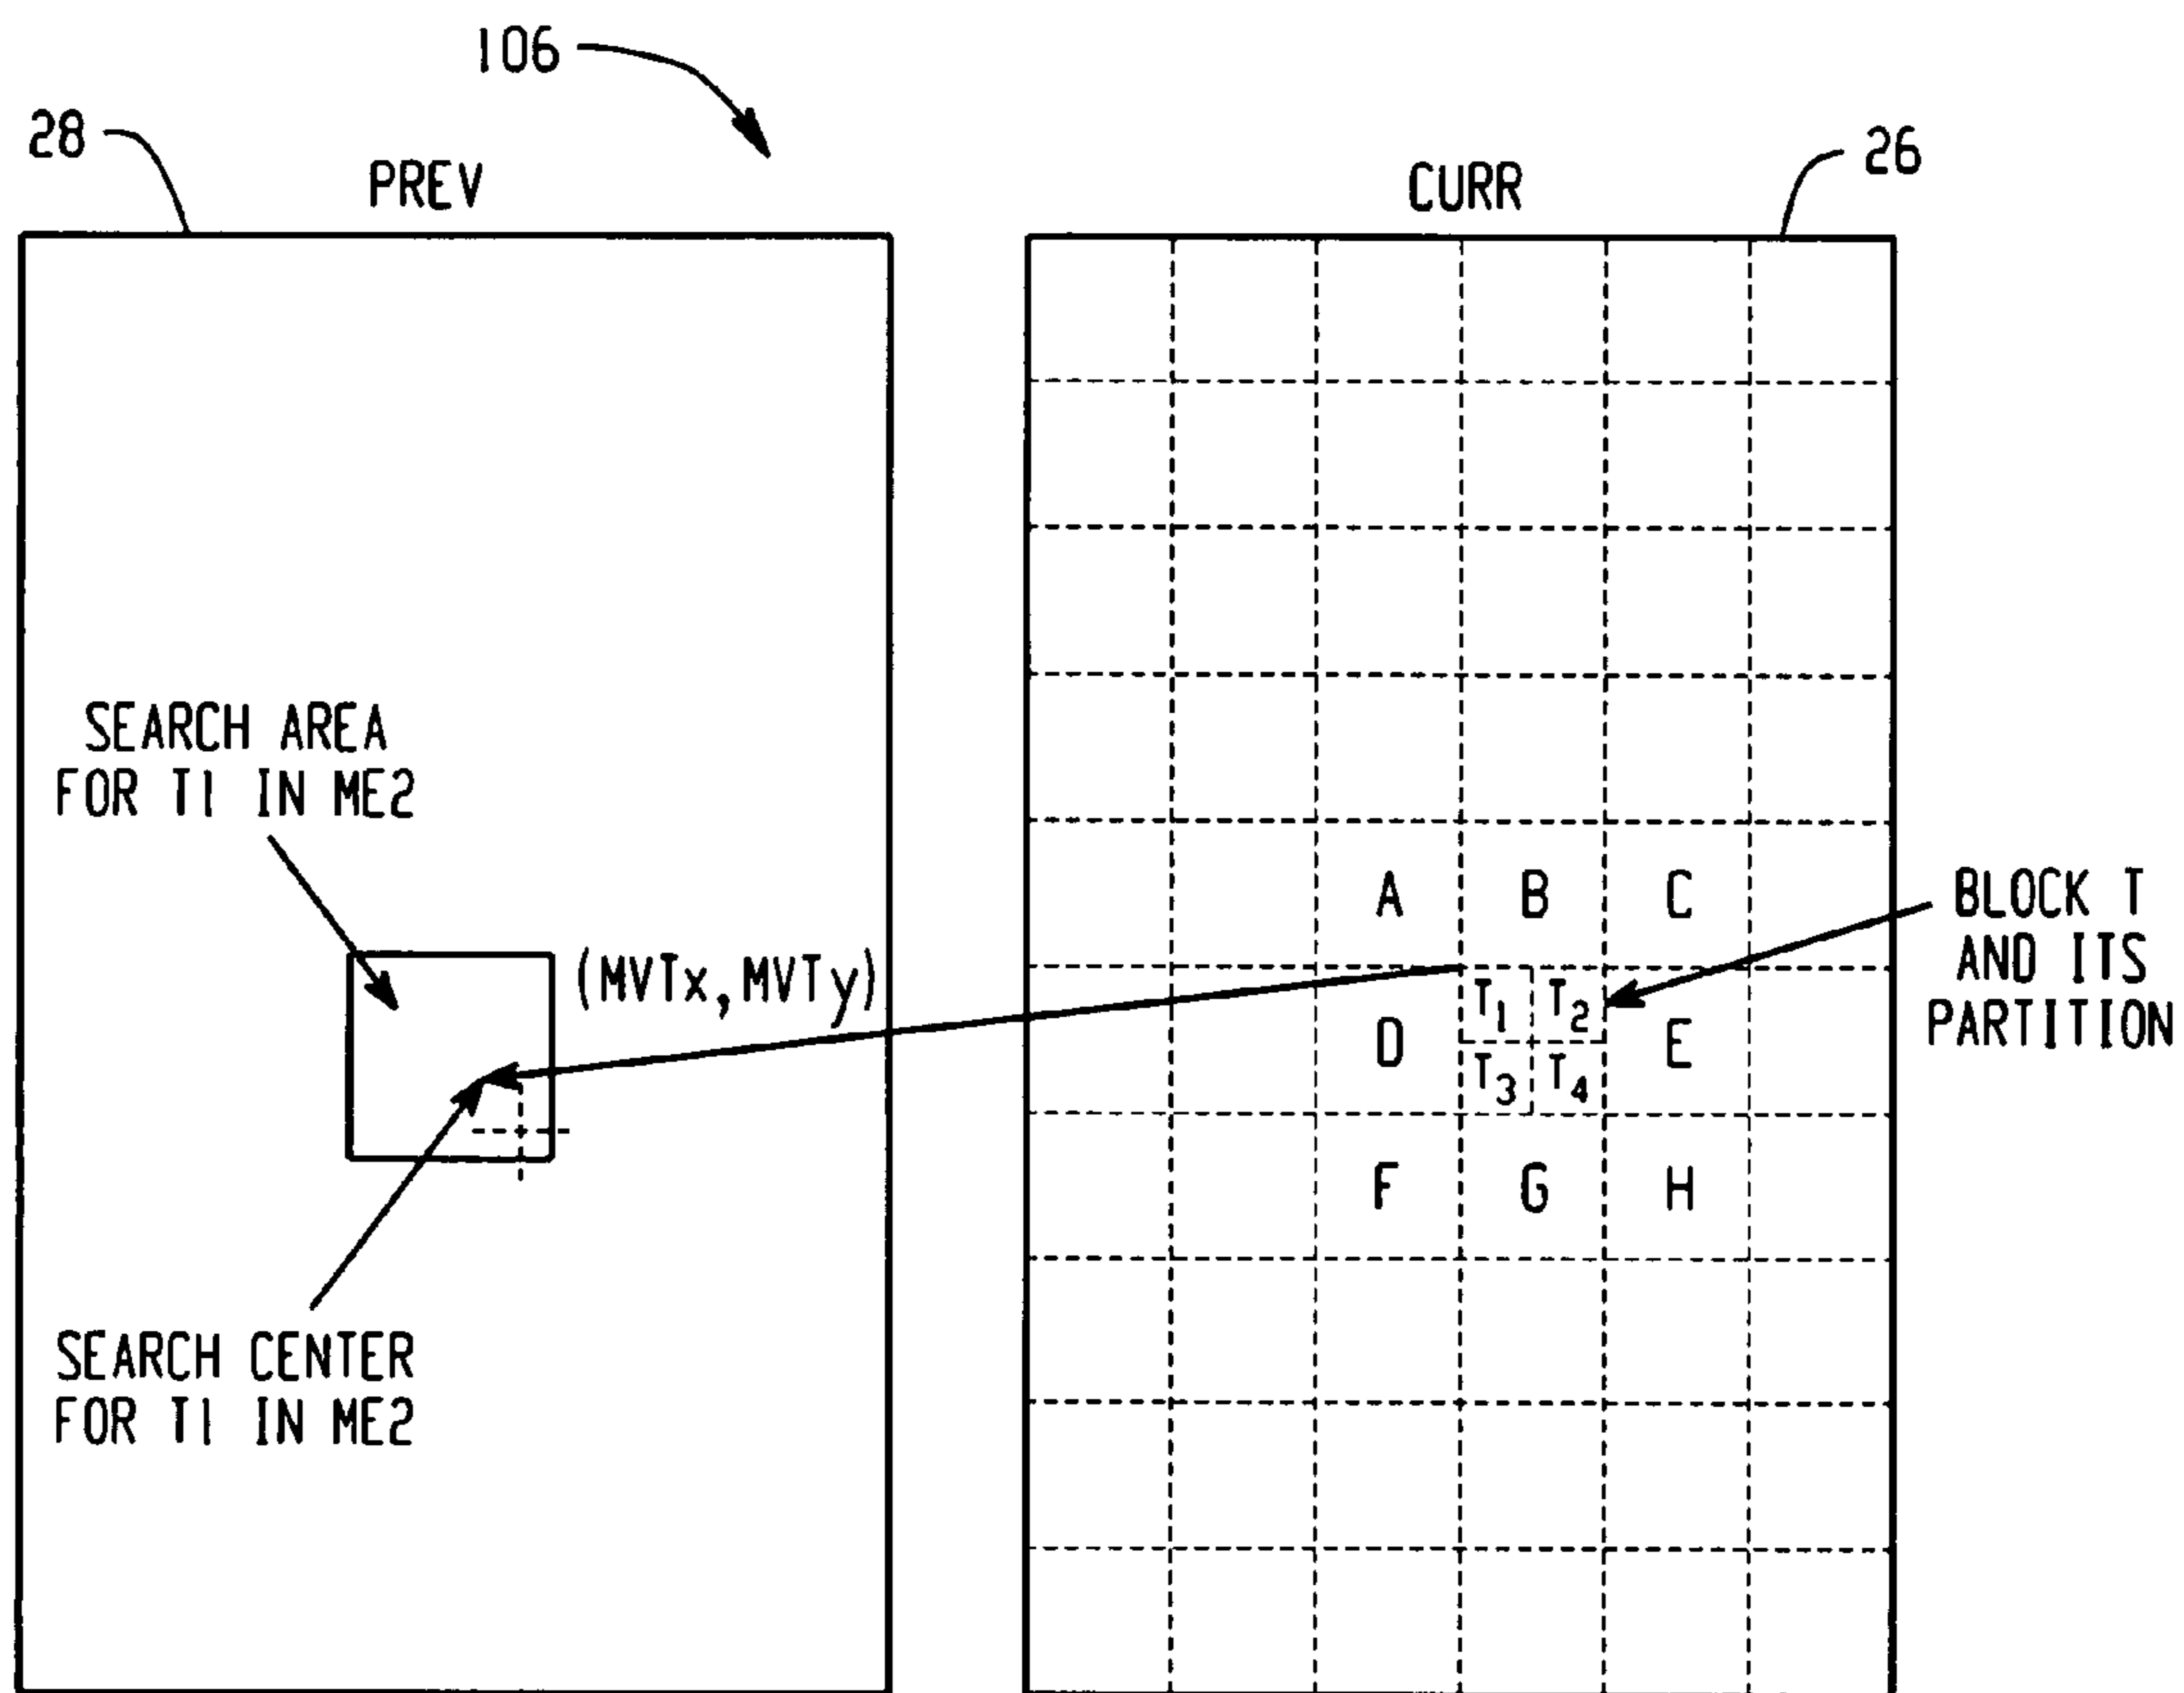 106
28
26
PREV
CURR
SEARCH AREA
FOR T1 IN ME2
A B C
BLOCK T
AND ITS
PARTITION
(MVTx,MVTy)
T1 T2
D E
T3 T4
F G H
SEARCH CENTER
FOR T1 IN ME2